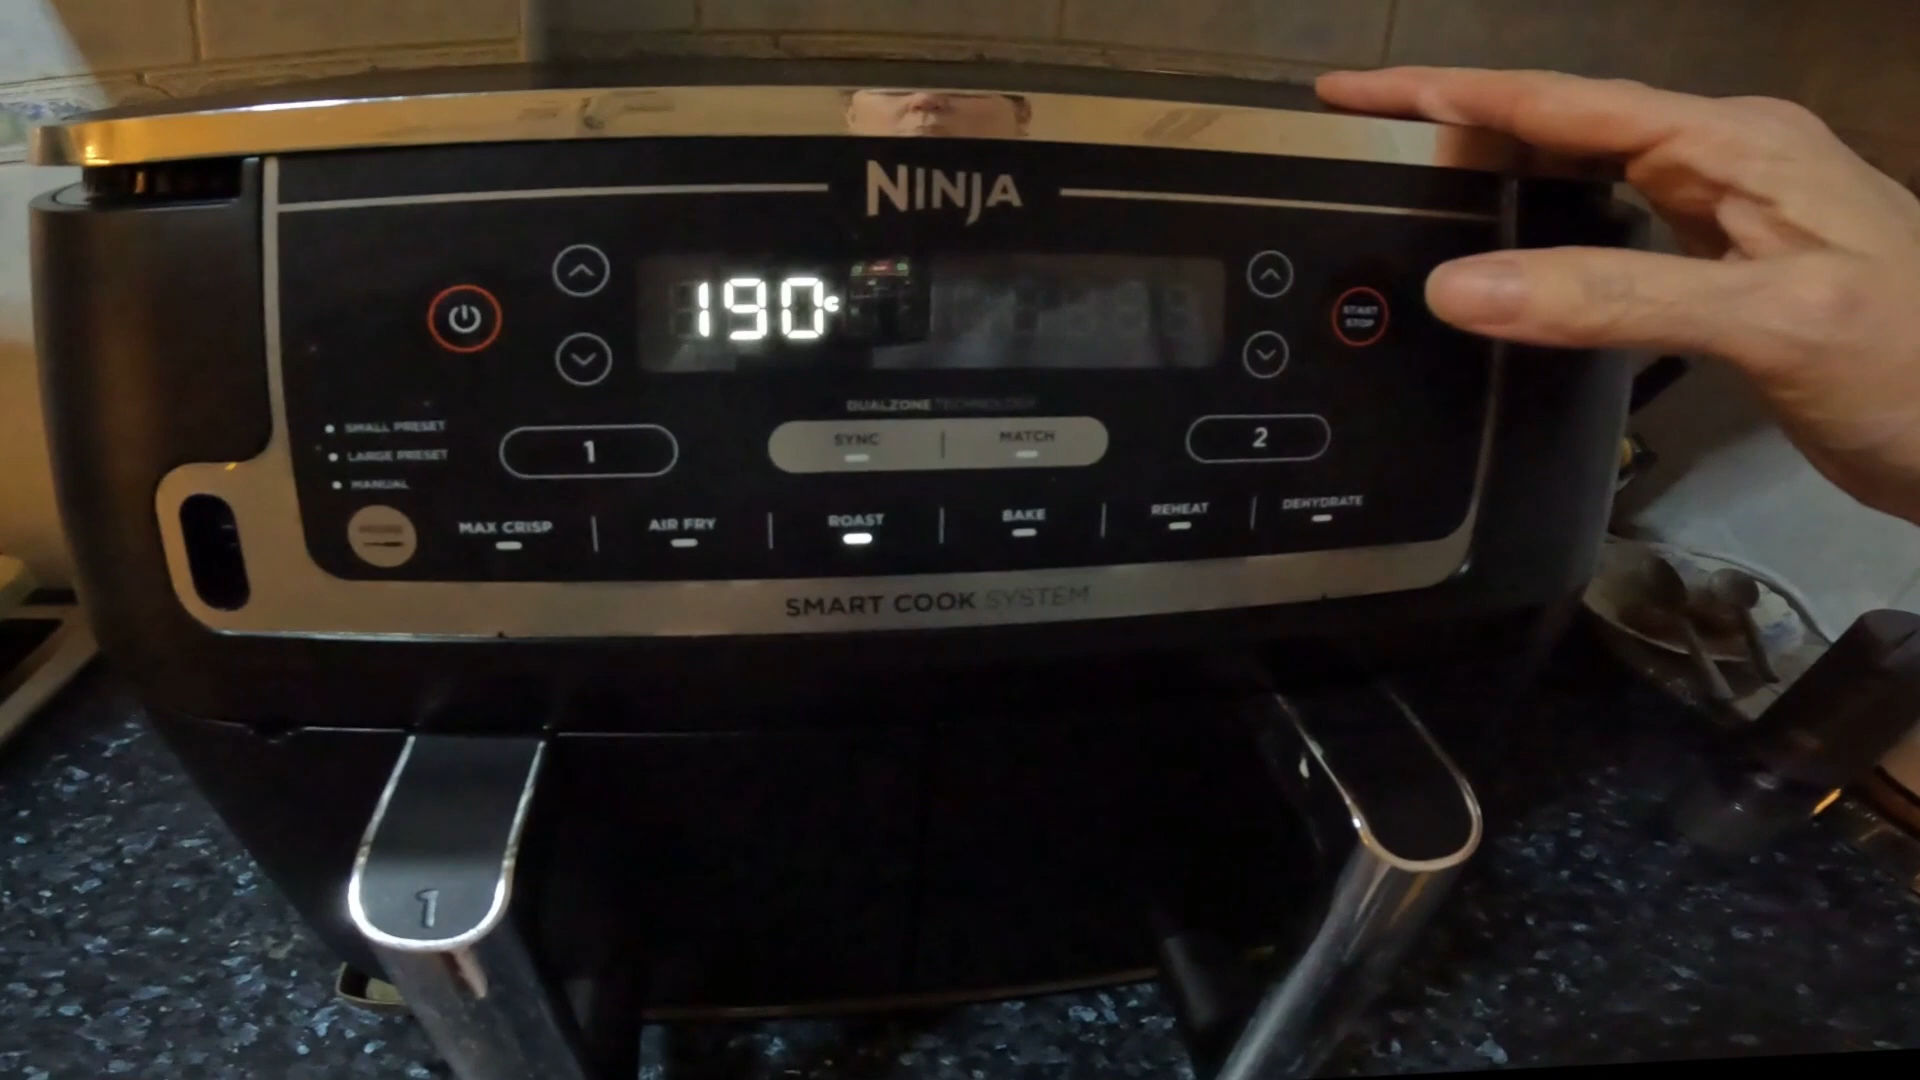 NINJA
190°C
START
STOP
DUALZONE TECHNOLOGY
SMALL PRESET
LARGE PRESET
MANUAL
1
SYNC
MATCH
2
MAX CRISP
AIR FRY
ROAST
BAKE
REHEAT
DEHYDRATE
SMART COOK SYSTEM
1